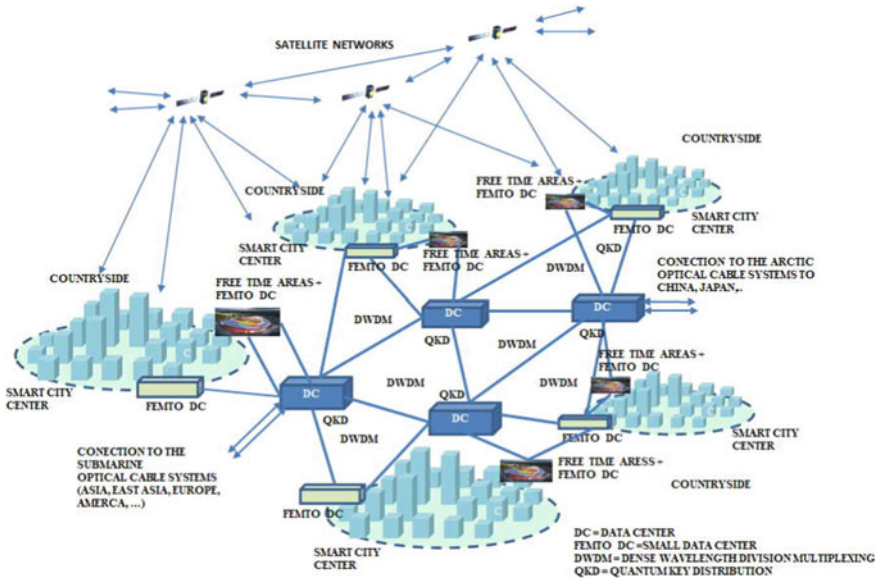 SATELLITE NETWORKS
COUNTRYSIDE
FREE TIME AREAS +
FEMTO DC
COUNTRYSIDE
C
SMART CITY
CENTER
FEMTO DC
QKD
DWDM
C
SMART CITY
CENTER
FEMTO DC
FREE TIME AREAS +
FEMTO DC
CONECTION TO THE ARCTIC
OPTICAL CABLE SYSTEMS TO
CHINA, JAPAN,..
COUNTRYSIDE
FREE TIME AREAS +
FEMTO DC
C
SMART CITY
CENTER
FEMTO DC
DWDM
DC
QKD
DC
QKD
DWDM
FREE TIME AREAS +
FEMTO DC
DWDM
DC
QKD
DWDM
QKD
DC
DWDM
C
FEMTO DC
SMART CITY
CENTER
CONECTION TO THE
SUBMARINE
OPTICAL CABLE SYSTEMS
(ASIA, EAST ASIA, EUROPE,
AMERCA, ...)
FREE TIME ARESS +
FEMTO DC
COUNTRYSIDE
FEMTO DC
C
SMART CITY
CENTER
DC = DATA CENTER
FEMTO DC =SMALL DATA CENTER
DWDM = DENSE WAVELENGTH DIVISION MULTIPLEXING
QKD = QUANTUM KEY DISTRIBUTION